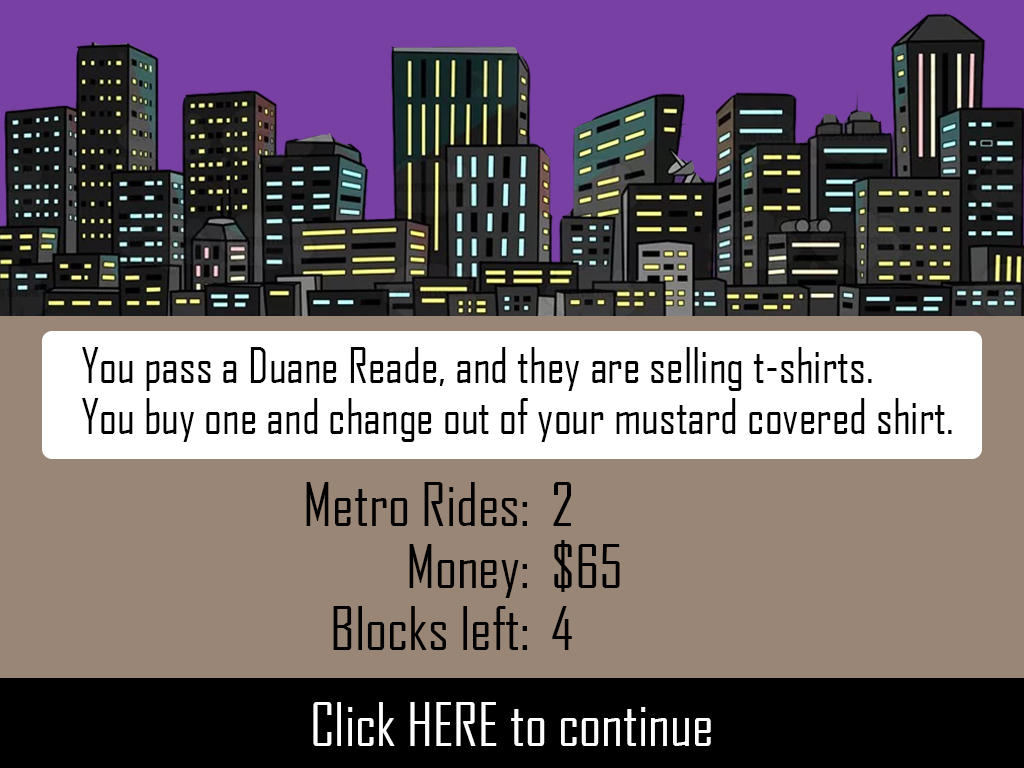 You pass a Duane Reade, and they are selling t-shirts.
You buy one and change out of your mustard covered shirt.
Metro Rides: 2
Money: $65
Blocks left: 4
Click HERE to continue